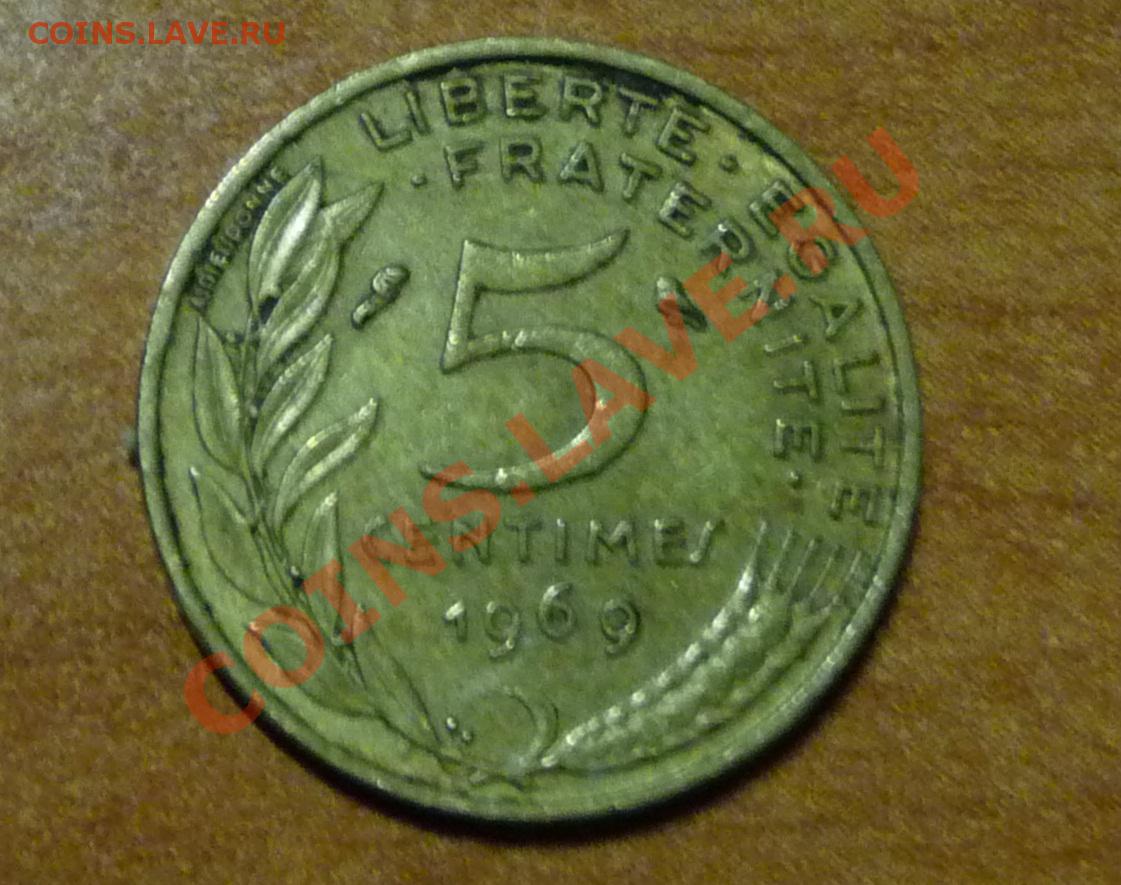 COINS.LAVE.RU
LIBERTE · EGALITE
· FRATERNITE ·
5
CENTIMES
1969
COINS.LAVE.RU